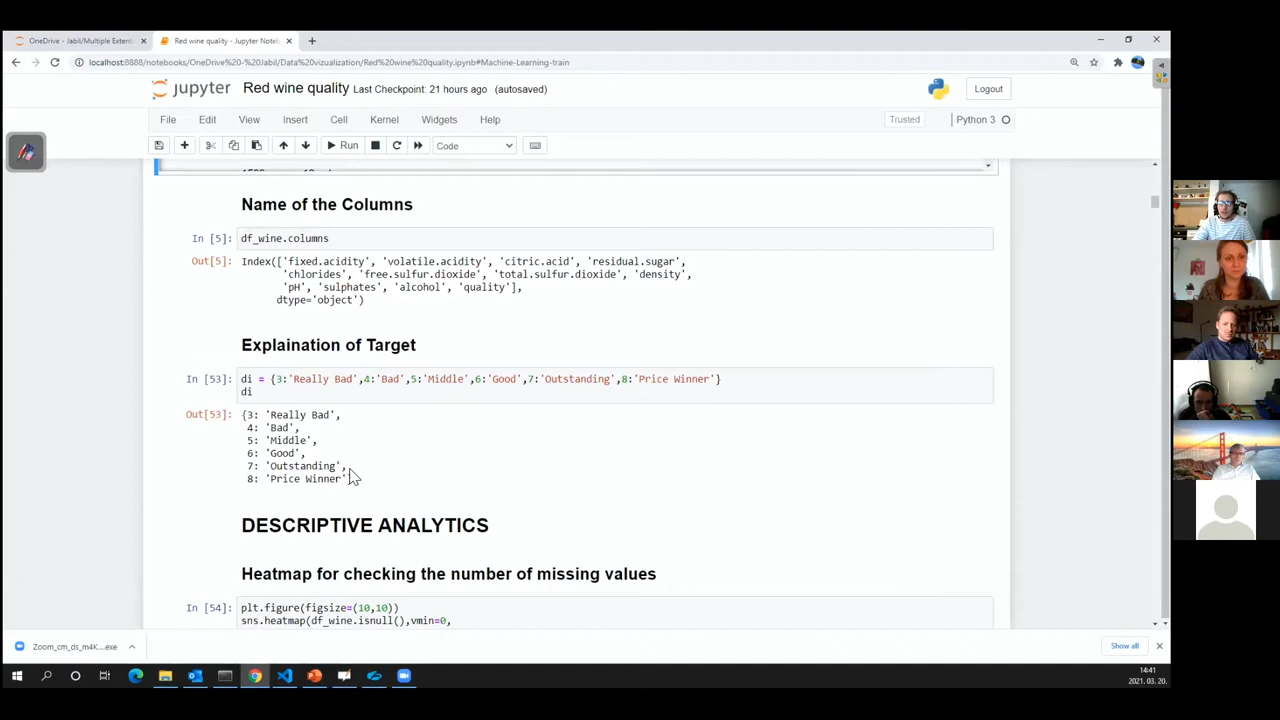 OneDrive - Jabil/Multiple Extenti
Red wine quality - Jupyter Noteb
localhost:8888/notebooks/OneDrive%20-%20Jabil/Data%20vizualization/Red%20wine%20quality.ipynb#Machine-Learning-train
jupyter Red wine quality Last Checkpoint: 21 hours ago (autosaved)
Logout
File Edit View Insert Cell Kernel Widgets Help
Trusted
Python 3
Run
Code
Name of the Columns
In [5]: df_wine.columns
Out[5]: Index(['fixed.acidity', 'volatile.acidity', 'citric.acid', 'residual.sugar',
'chlorides', 'free.sulfur.dioxide', 'total.sulfur.dioxide', 'density',
'pH', 'sulphates', 'alcohol', 'quality'],
dtype='object')
Explaination of Target
In [53]: di = {3:'Really Bad',4:'Bad',5:'Middle',6:'Good',7:'Outstanding',8:'Price Winner'}
di
Out[53]: {3: 'Really Bad',
4: 'Bad',
5: 'Middle',
6: 'Good',
7: 'Outstanding',
8: 'Price Winner'
DESCRIPTIVE ANALYTICS
Heatmap for checking the number of missing values
In [54]: plt.figure(figsize=(10,10))
sns.heatmap(df_wine.isnull(),vmin=0,
Zoom_cm_ds_m4K....exe
Show all
14:41
2021. 03. 20.